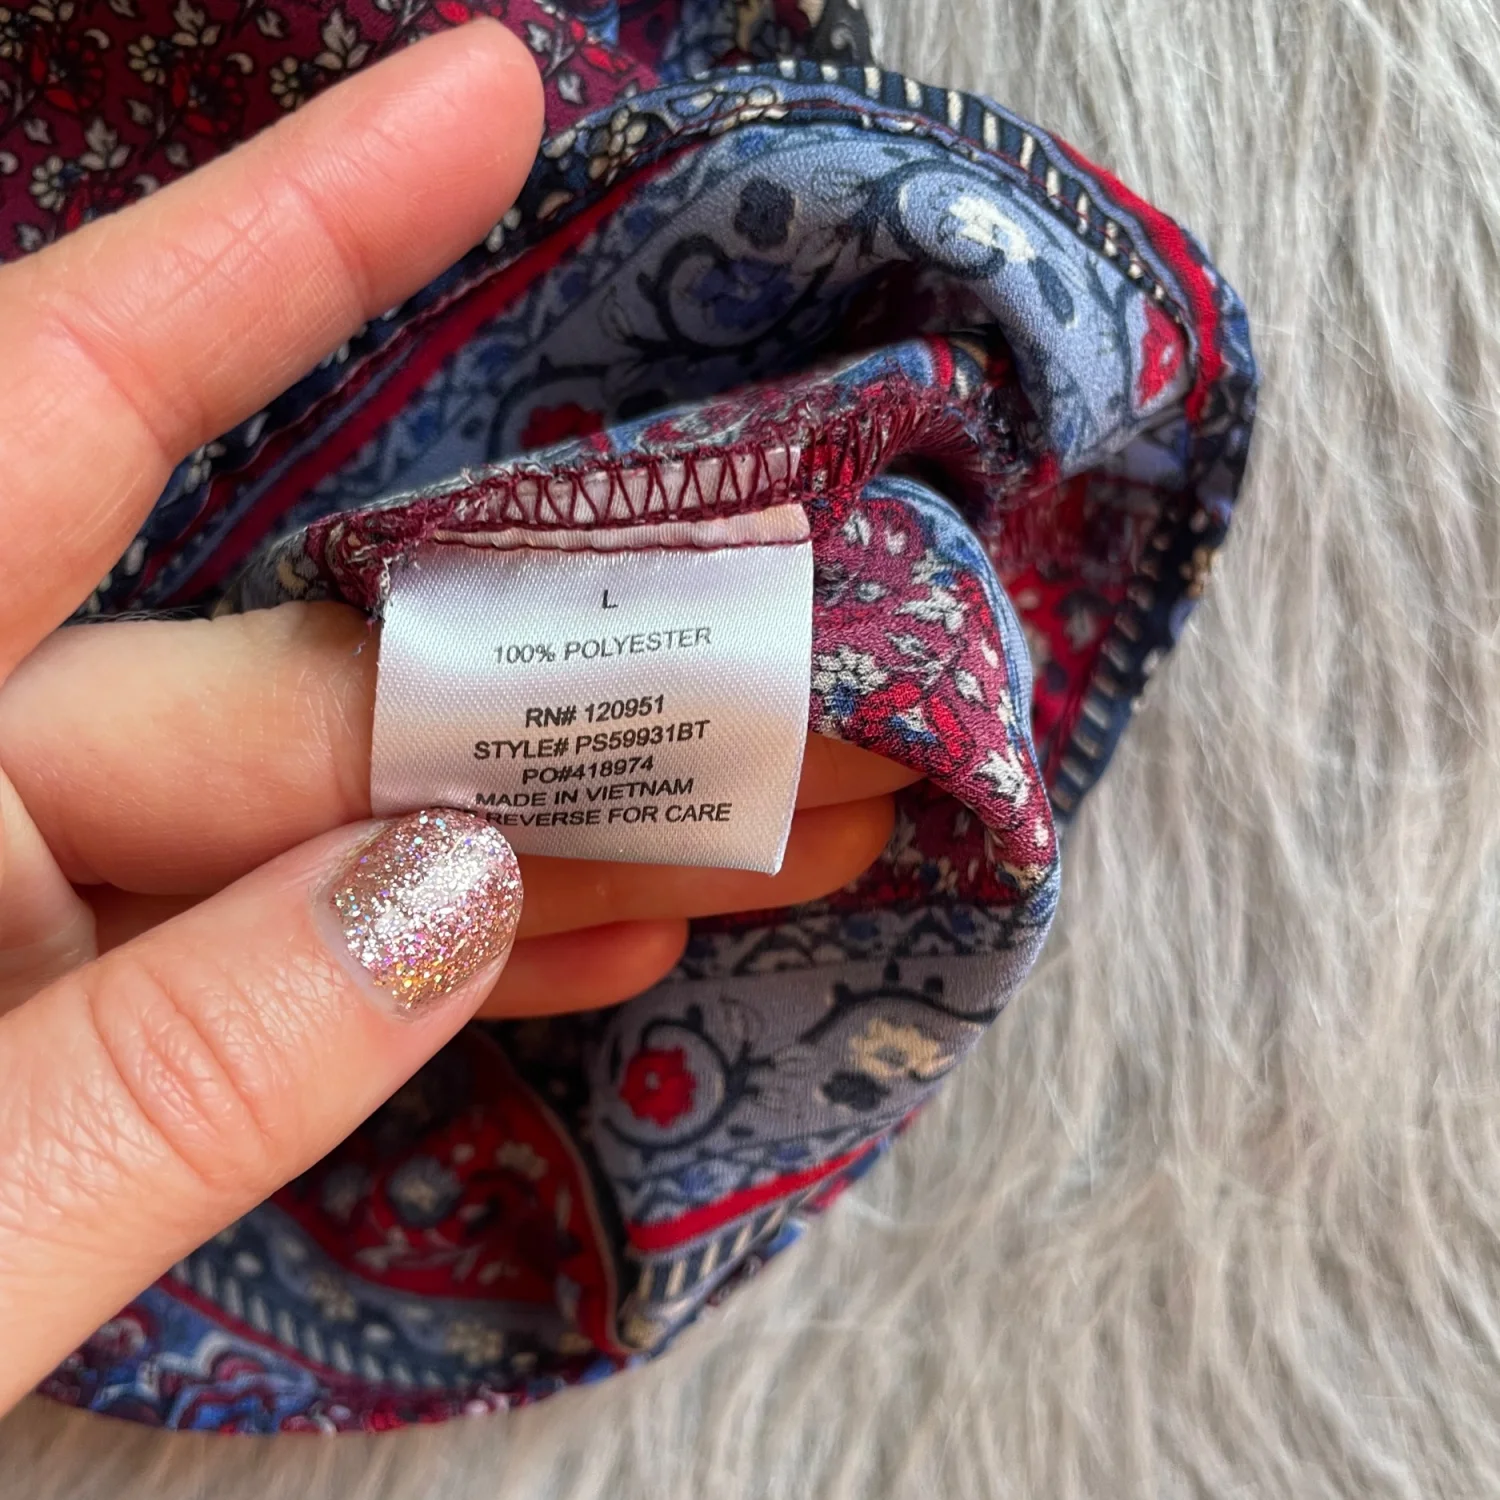 L
100% POLYESTER
RN# 120951
STYLE# PS59931BT
PO#418974
MADE IN VIETNAM
REVERSE FOR CARE